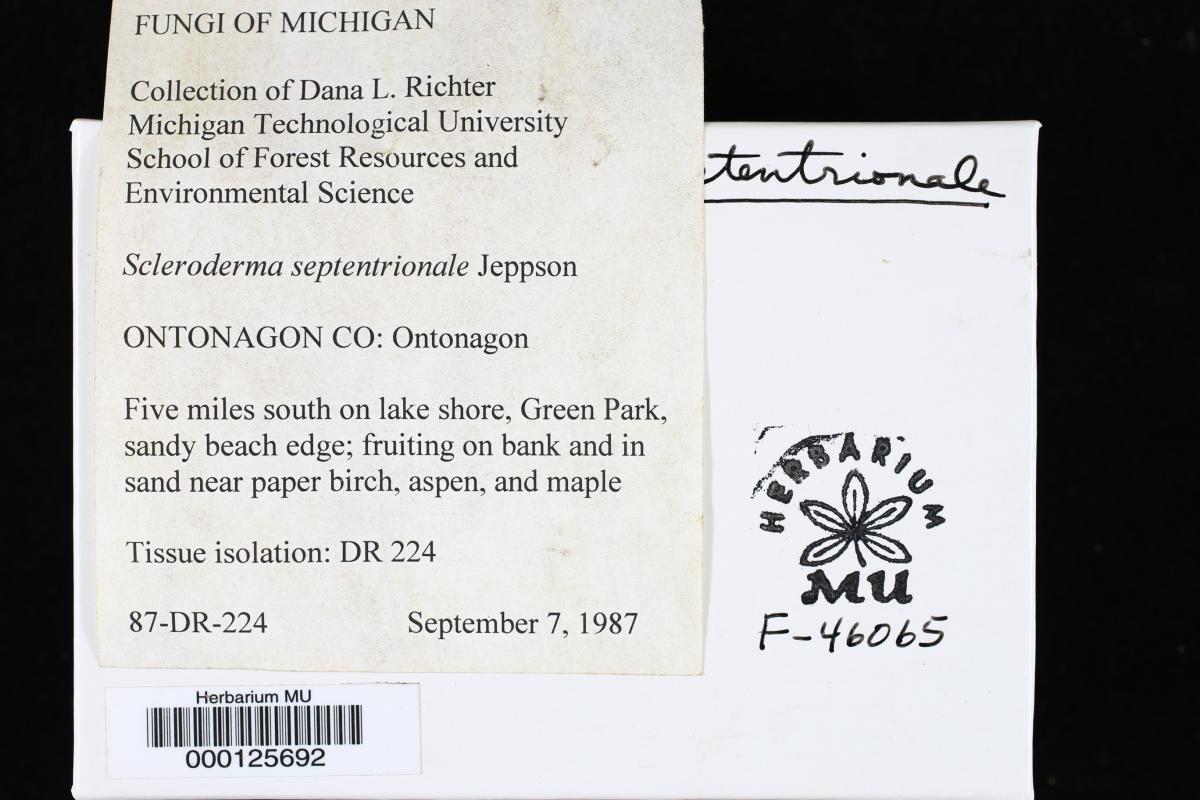 FUNGI OF MICHIGAN
Collection of Dana L. Richter
Michigan Technological University
School of Forest Resources and
Environmental Science
Scleroderma septentrionale Jeppson
ONTONAGON CO: Ontonagon
Five miles south on lake shore, Green Park,
sandy beach edge; fruiting on bank and in
sand near paper birch, aspen, and maple
Tissue isolation: DR 224
87-DR-224 September 7, 1987
tentrionale
HERBARIUM
MU
F-46065
Herbarium MU
000125692